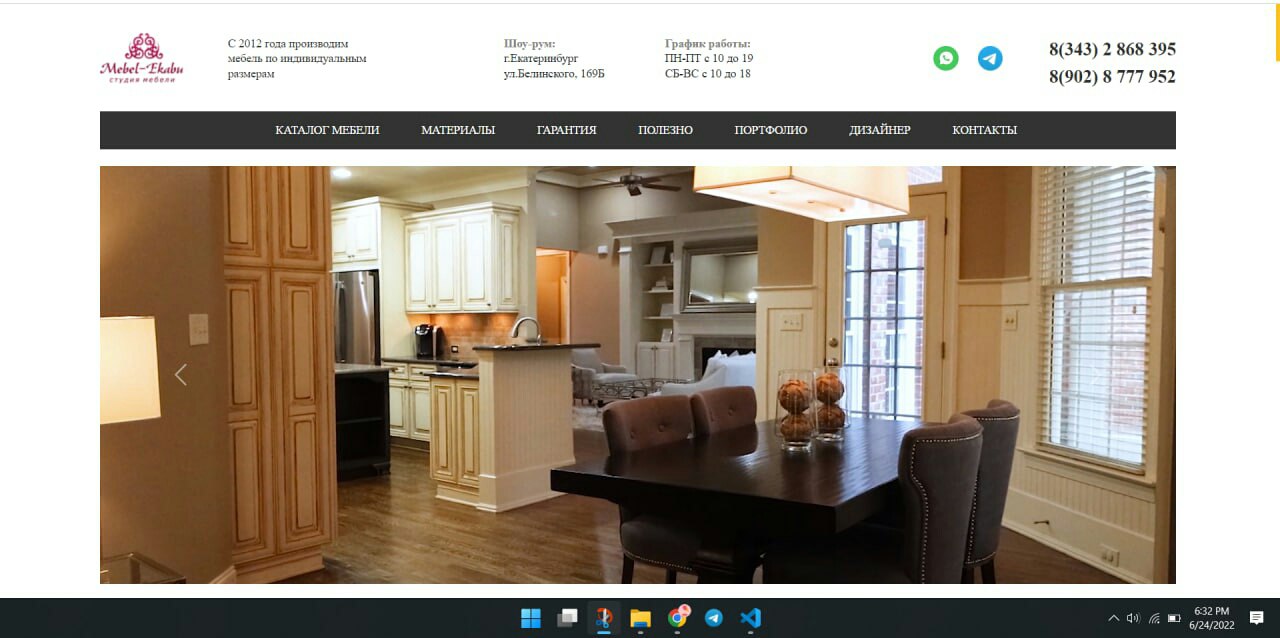 Mebel-Ekabu
студия мебели
С 2012 года производим
мебель по индивидуальным
размерам
Шоу-рум:
г.Екатеринбург
ул.Белинского, 169Б
График работы:
ПН-ПТ с 10 до 19
СБ-ВС с 10 до 18
8(343) 2 868 395
8(902) 8 777 952
КАТАЛОГ МЕБЕЛИ МАТЕРИАЛЫ ГАРАНТИЯ ПОЛЕЗНО ПОРТФОЛИО ДИЗАЙНЕР КОНТАКТЫ
6:32 PM
6/24/2022